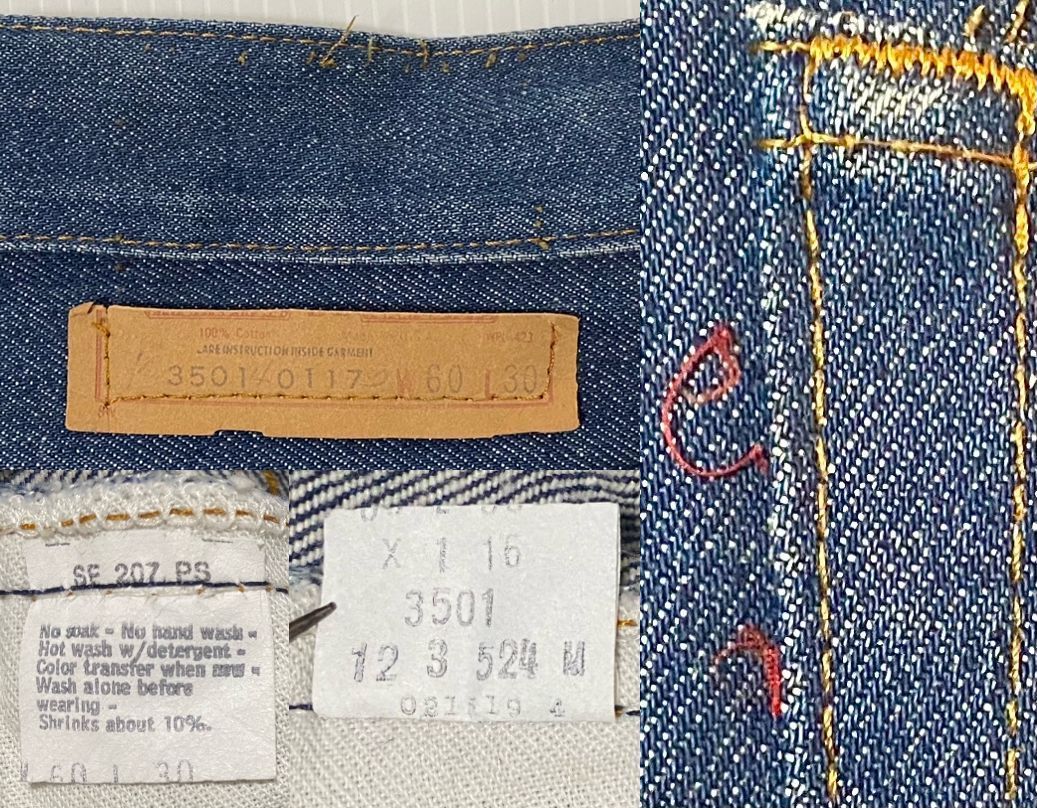 100% Cotton
CARE INSTRUCTION INSIDE GARMENT
3501 0117 W 60 L 30
SF 207 PS
No soak - No hand wash -
Hot wash w/detergent -
Color transfer when new -
Wash alone before
wearing -
Shrinks about 10%.
60 L 30
X 1 16
3501
12 3 524 M